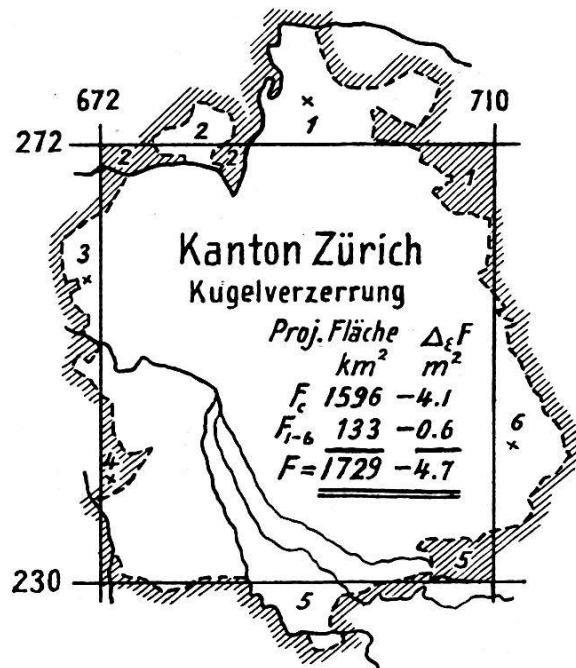 672
710
272
2
1
2
2
1
3
Kanton Zürich
Kugelverzerrung
Proj. Fläche ΔεF
km² m²
Fc 1596 -4.1
F1-6 133 -0.6
F= 1729 -4.7
6
4
5
230
5